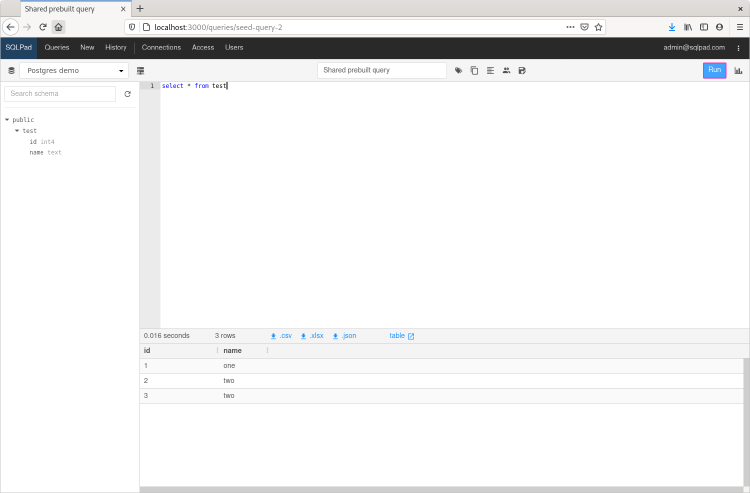 Shared prebuilt query
localhost:3000/queries/seed-query-2
SQLPad Queries New History Connections Access Users admin@sqlpad.com
Postgres demo Shared prebuilt query Run
Search schema
1 select * from test
public
test
id int4
name text
0.016 seconds 3 rows .csv .xlsx .json table
id name
1 one
2 two
3 two